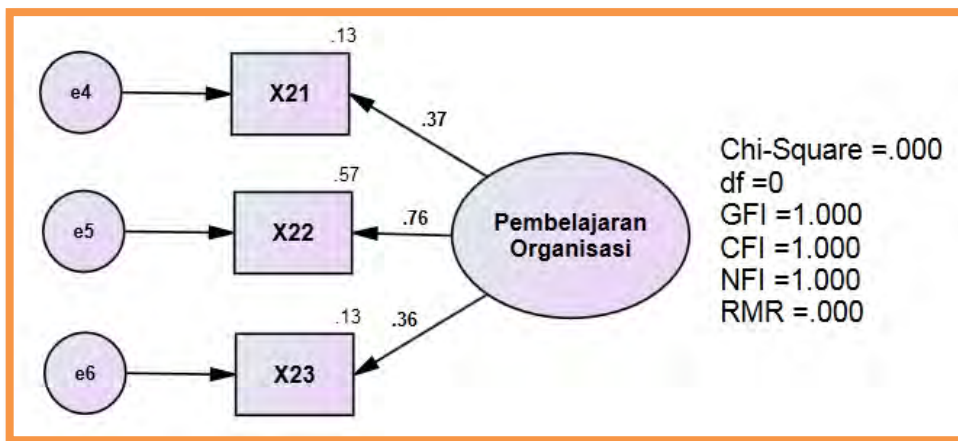 .13
e4
X21
.37
.57
e5
X22
.76
Pembelajaran
Organisasi
.13
e6
X23
.36
Chi-Square =.000
df =0
GFI =1.000
CFI =1.000
NFI =1.000
RMR =.000